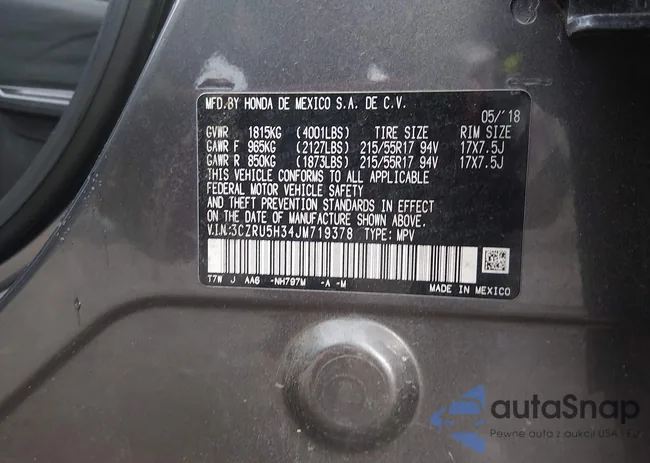 MFD.BY HONDA DE MEXICO S.A. DE C.V.
05/'18
GVWR 1815KG (4001LBS) TIRE SIZE RIM SIZE
GAWR F 965KG (2127LBS) 215/55R17 94V 17X7.5J
GAWR R 850KG (1873LBS) 215/55R17 94V 17X7.5J
THIS VEHICLE CONFORMS TO ALL APPLICABLE
FEDERAL MOTOR VEHICLE SAFETY
AND THEFT PREVENTION STANDARDS IN EFFECT
ON THE DATE OF MANUFACTURE SHOWN ABOVE.
V.I.N:3CZRU5H34JM719378 TYPE: MPV
T7W J AA6 -NH797M -A -M
MADE IN MEXICO
autaSnap
Pewne auta z aukcji USA i EU